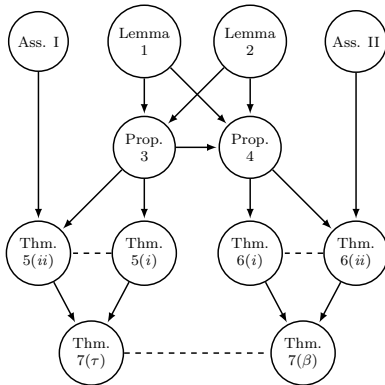 Ass. I
Lemma
1
Lemma
2
Ass. II
Prop.
3
Prop.
4
Thm.
5(ii)
Thm.
5(i)
Thm.
6(i)
Thm.
6(ii)
Thm.
7(τ)
Thm.
7(β)